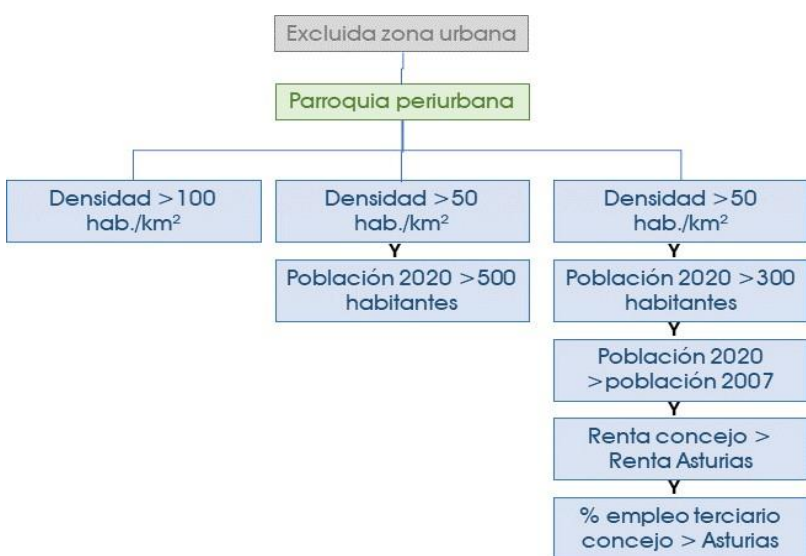 Excluida zona urbana
Parroquia periurbana
Densidad >100
hab./km²
Densidad >50
hab./km²
Y
Población 2020 >500
habitantes
Densidad >50
hab./km²
Y
Población 2020 >300
habitantes
Y
Población 2020
>población 2007
Y
Renta concejo >
Renta Asturias
Y
% empleo terciario
concejo > Asturias